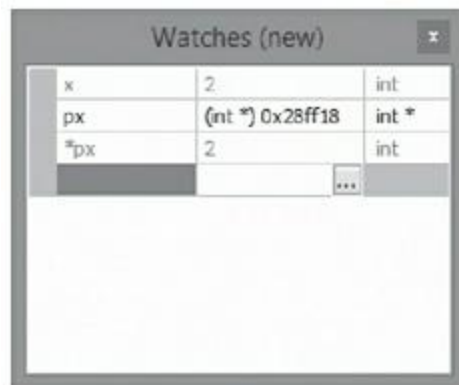 Watches (new) x
x 2 int
px (int *) 0x28ff18 int *
*px 2 int
...